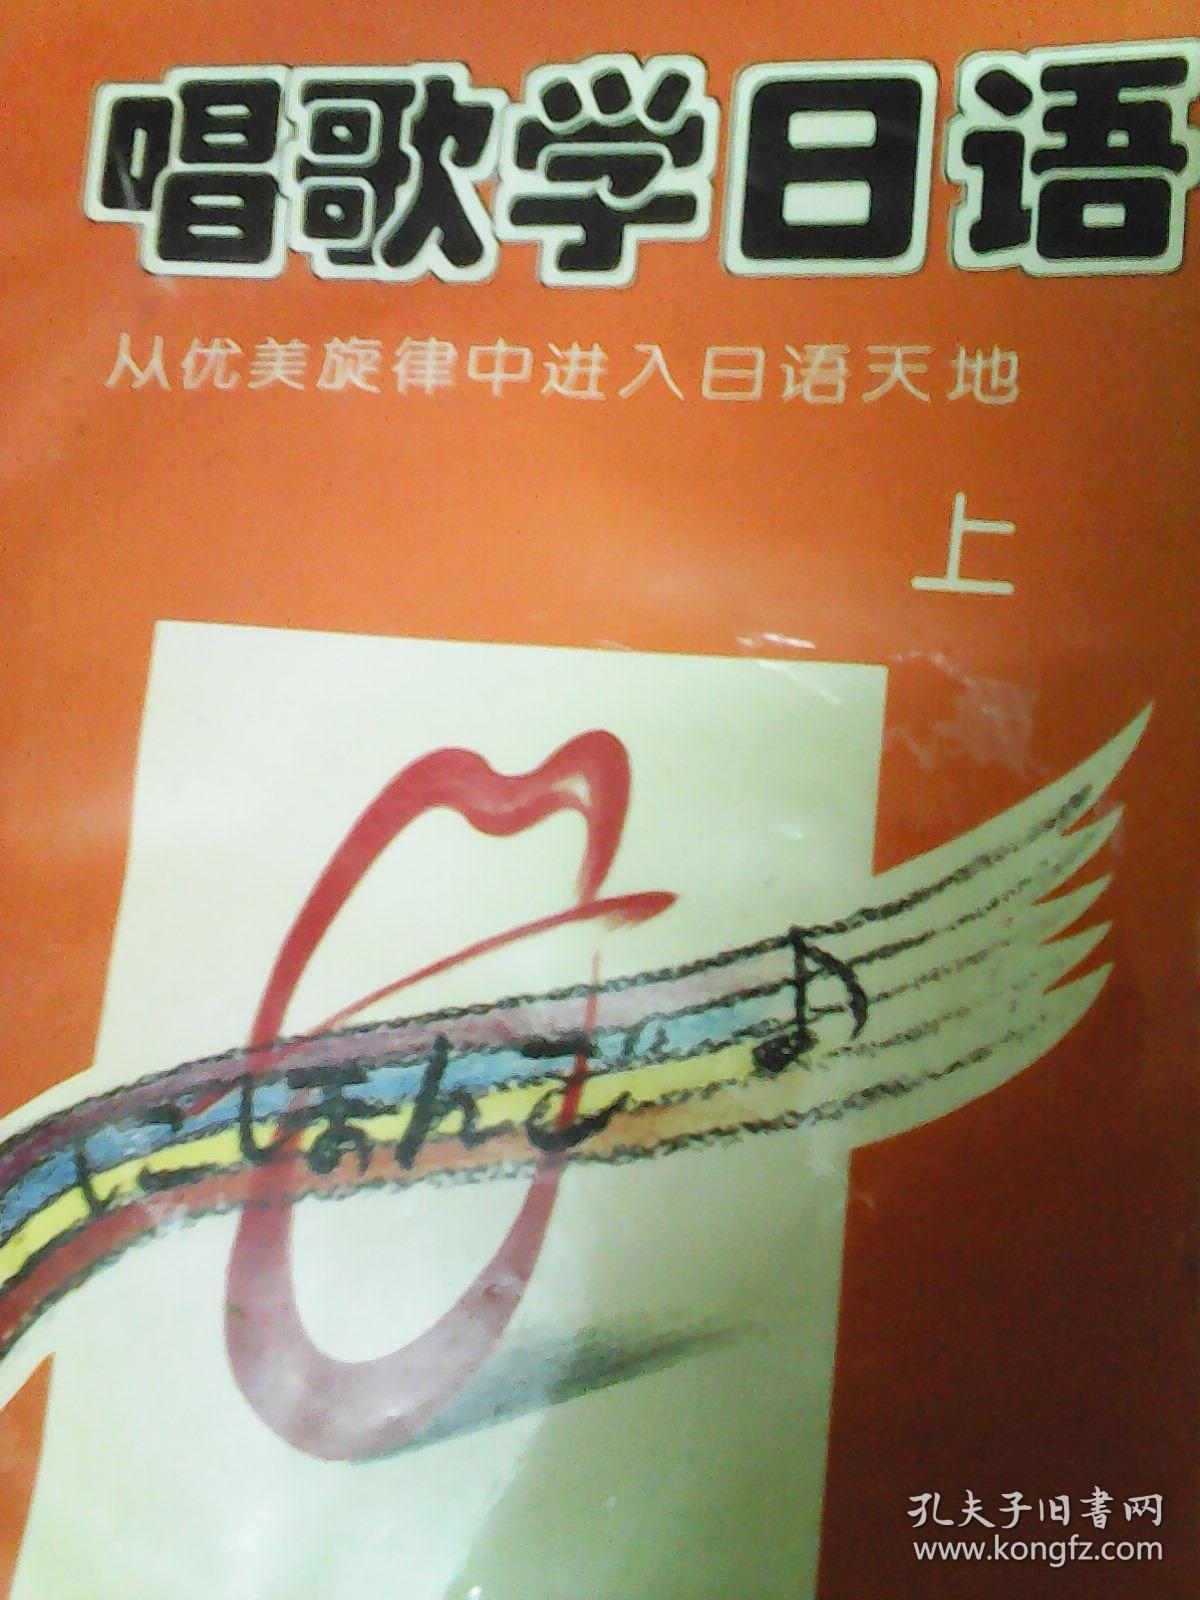 唱歌学日语
从优美旋律中进入日语天地
上
にほんご
孔夫子旧書网
www.kongfz.com